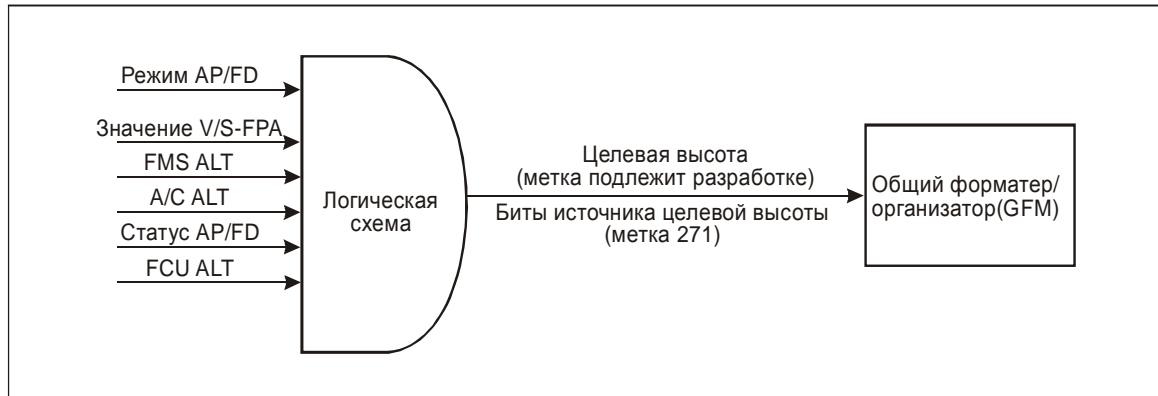 Режим AP/FD
Значение V/S-FPA
FMS ALT
A/C ALT
Статус AP/FD
FCU ALT
Логическая
схема
Целевая высота
(метка подлежит разработке)
Биты источника целевой высоты
(метка 271)
Общий форматер/
организатор(GFM)